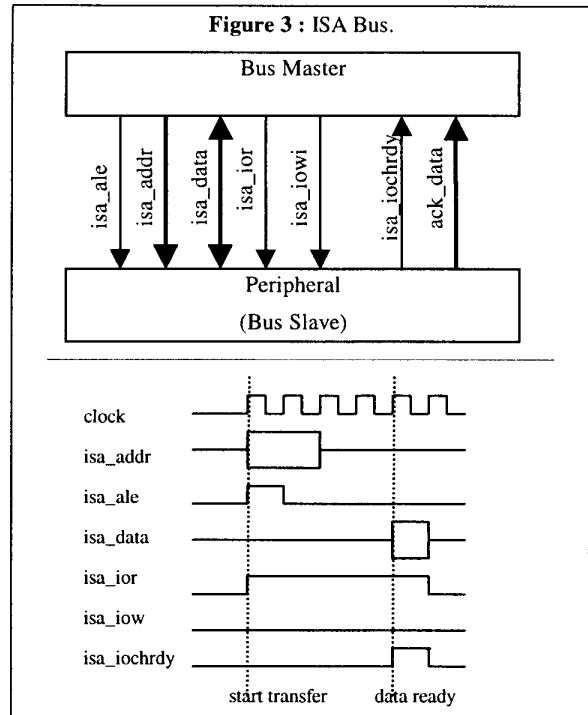 Figure 3 : ISA Bus.
Bus Master
isa_ale
isa_addr
isa_data
isa_ior
isa_iowi
isa_iochrdy
ack_data
Peripheral
(Bus Slave)
clock
isa_addr
isa_ale
isa_data
isa_ior
isa_iow
isa_iochrdy
start transfer
data ready